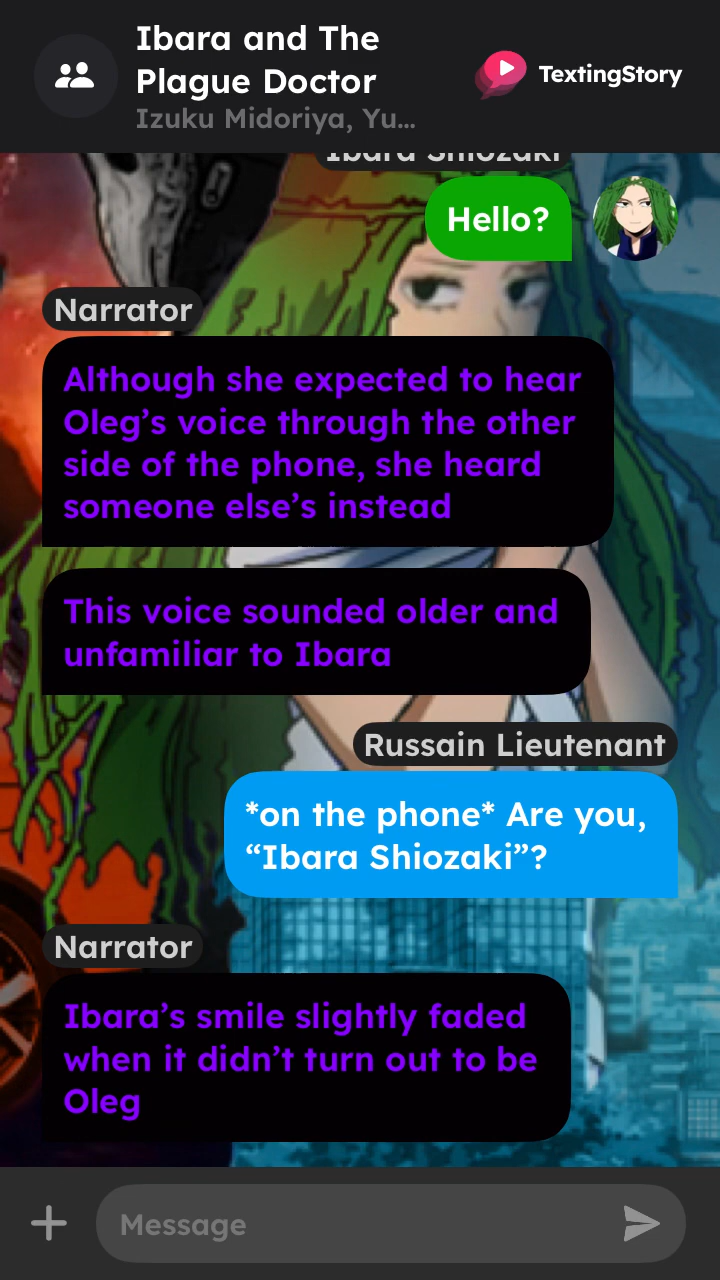 Ibara and The
Plague Doctor
Izuku Midoriya, Yu...
TextingStory
Ibara Shiozaki
Hello?
Narrator
Although she expected to hear
Oleg’s voice through the other
side of the phone, she heard
someone else’s instead
This voice sounded older and
unfamiliar to Ibara
Russain Lieutenant
*on the phone* Are you,
“Ibara Shiozaki”?
Narrator
Ibara’s smile slightly faded
when it didn’t turn out to be
Oleg
Message